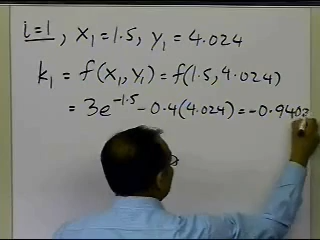 i=1, x₁=1.5, y₁=4.024
k₁ = f(x₁,y₁)=f(1.5,4.024)
= 3e^-1.5 -0.4(4.024)=-0.9402